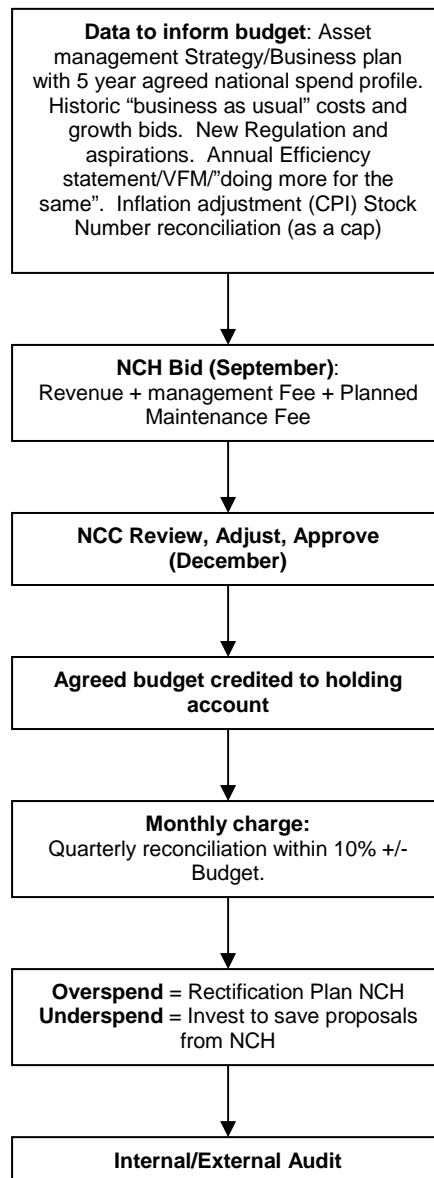 Data to inform budget: Asset
management Strategy/Business plan
with 5 year agreed national spend profile.
Historic “business as usual” costs and
growth bids. New Regulation and
aspirations. Annual Efficiency
statement/VFM/”doing more for the
same”. Inflation adjustment (CPI) Stock
Number reconciliation (as a cap)
NCH Bid (September):
Revenue + management Fee + Planned
Maintenance Fee
NCC Review, Adjust, Approve
(December)
Agreed budget credited to holding
account
Monthly charge:
Quarterly reconciliation within 10% +/-
Budget.
Overspend = Rectification Plan NCH
Underspend = Invest to save proposals
from NCH
Internal/External Audit